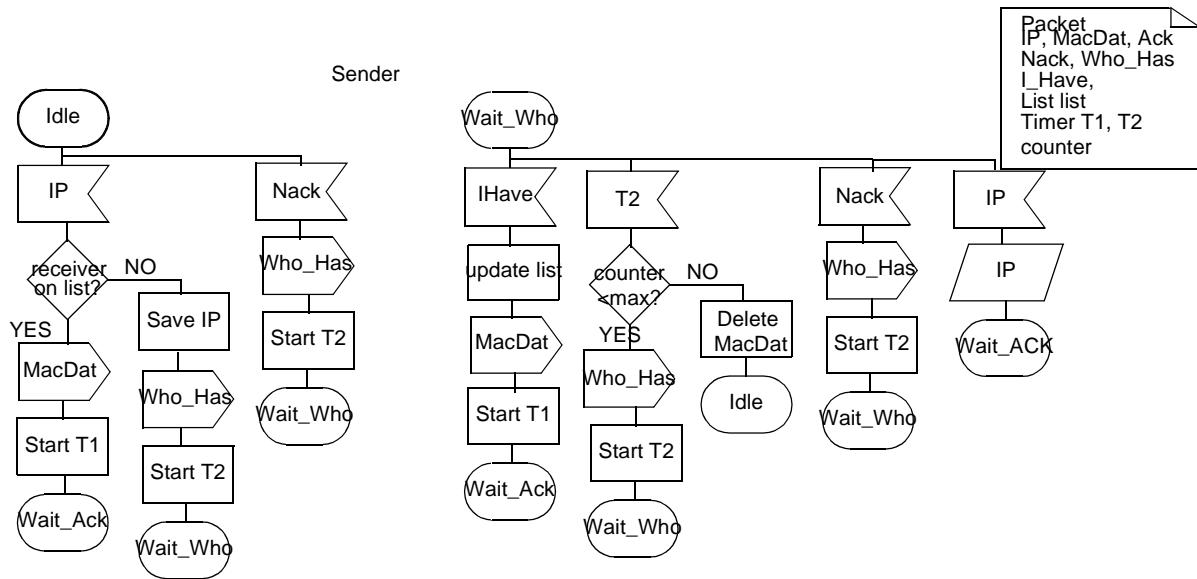 Packet
IP, MacDat, Ack
Nack, Who_Has
I_Have,
List list
Timer T1, T2
counter
Sender
Idle
IP
receiver
on list?
NO
YES
MacDat
Start T1
Wait_Ack
Save IP
Who_Has
Start T2
Wait_Who
Nack
Who_Has
Start T2
Wait_Who
Wait_Who
IHave
update list
MacDat
Start T1
Wait_Ack
T2
counter
<max?
NO
YES
Who_Has
Start T2
Wait_Who
Delete
MacDat
Idle
Nack
Who_Has
Start T2
Wait_Who
IP
IP
Wait_ACK